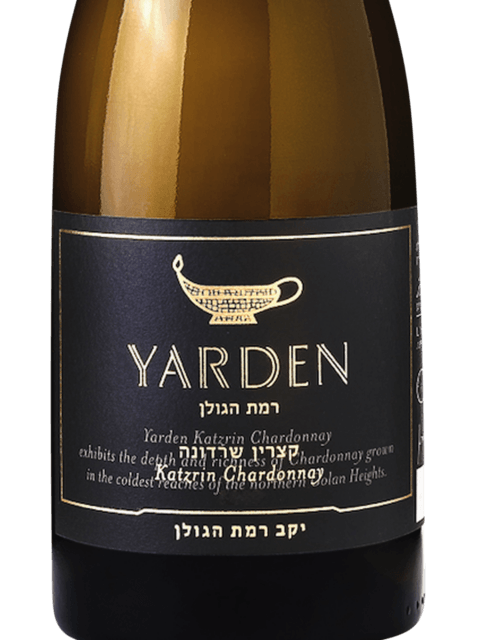 YARDEN
רמת הגולן
Yarden Katzrin Chardonnay
קצרין שרדונה
exhibits the depth and richness of Chardonnay grown
Katzrin Chardonnay
in the coldest reaches of the northern Golan Heights.
יקב רמת הגולן